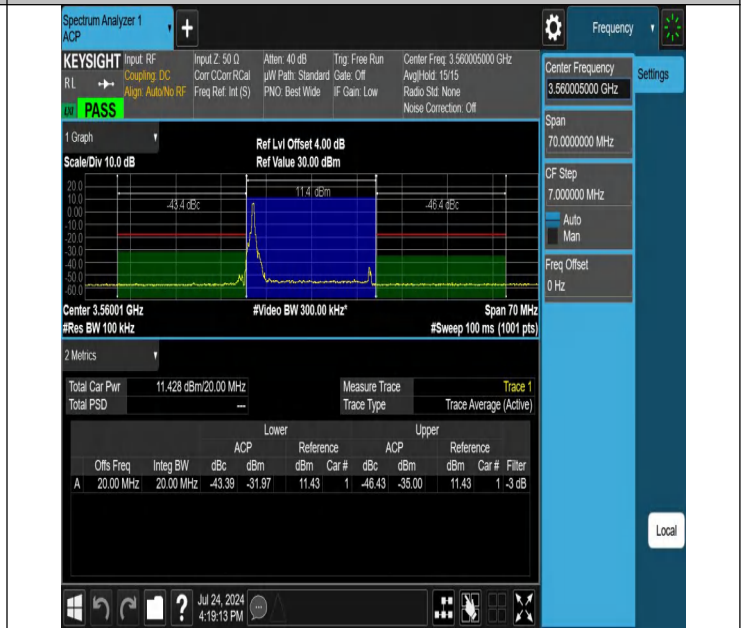 Spectrum Analyzer 1
ACP
+
Frequency
KEYSIGHT Input: RF Input Z: 50 Ω Atten: 40 dB Trig: Free Run Center Freq: 3.560005000 GHz
RL Coupling: DC Corr CCorr RCal µW Path: Standard Gate: Off Avg|Hold: 15/15
Align: Auto/No RF Freq Ref: Int (S) PNO: Best Wide IF Gain: Low Radio Std: None
PASS Noise Correction: Off
Center Frequency
3.560005000 GHz
Settings
Span
70.0000000 MHz
CF Step
7.000000 MHz
Auto
Man
Freq Offset
0 Hz
1 Graph
Ref Lvl Offset 4.00 dB
Scale/Div 10.0 dB Ref Value 30.00 dBm
20.0
10.0
0.00
-10.0
-20.0
-30.0
-40.0
-50.0
-60.0
-43.4 dBc 11.4 dBm -46.4 dBc
Center 3.56001 GHz #Video BW 300.00 kHz* Span 70 MHz
#Res BW 100 kHz #Sweep 100 ms (1001 pts)
2 Metrics
Total Car Pwr 11.428 dBm/20.00 MHz Measure Trace Trace 1
Total PSD --- Trace Type Trace Average (Active)
Lower Upper
ACP Reference ACP Reference
Offs Freq Integ BW dBc dBm dBm Car # dBc dBm dBm Car # Filter
A 20.00 MHz 20.00 MHz -43.39 -31.97 11.43 1 -46.43 -35.00 11.43 1 -3 dB
Local
? Jul 24, 2024
4:19:13 PM